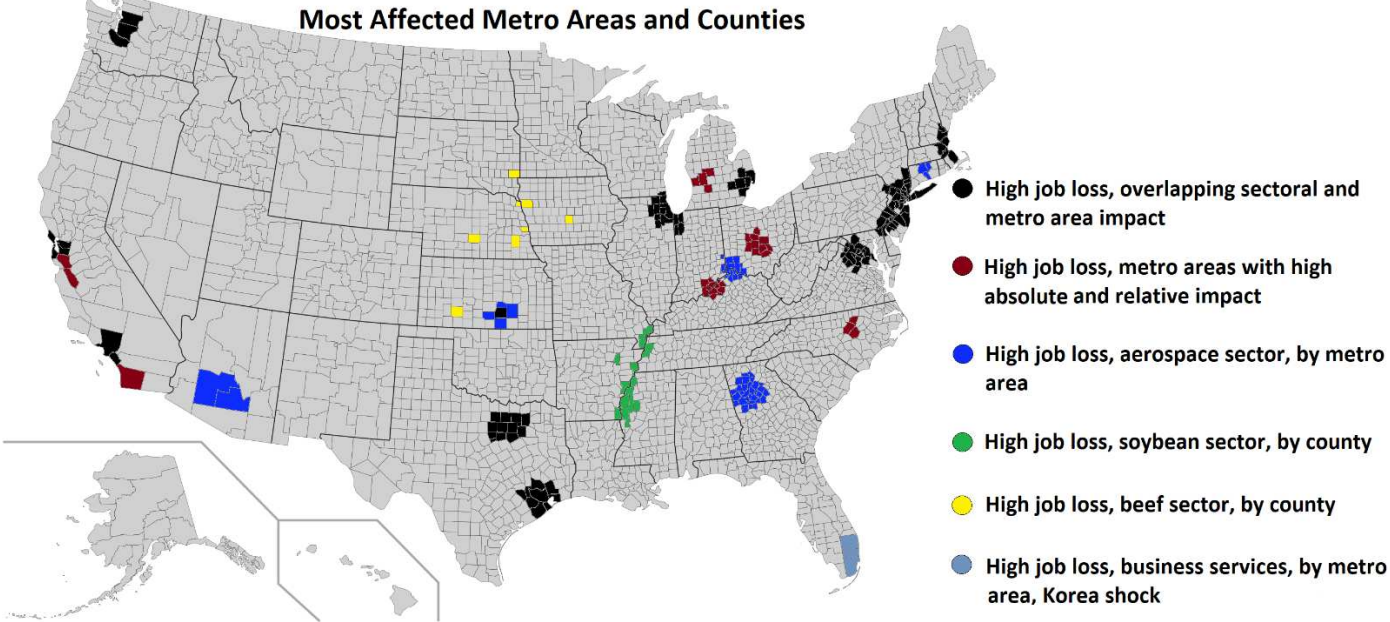 Most Affected Metro Areas and Counties
High job loss, overlapping sectoral and
metro area impact
High job loss, metro areas with high
absolute and relative impact
High job loss, aerospace sector, by metro
area
High job loss, soybean sector, by county
High job loss, beef sector, by county
High job loss, business services, by metro
area, Korea shock